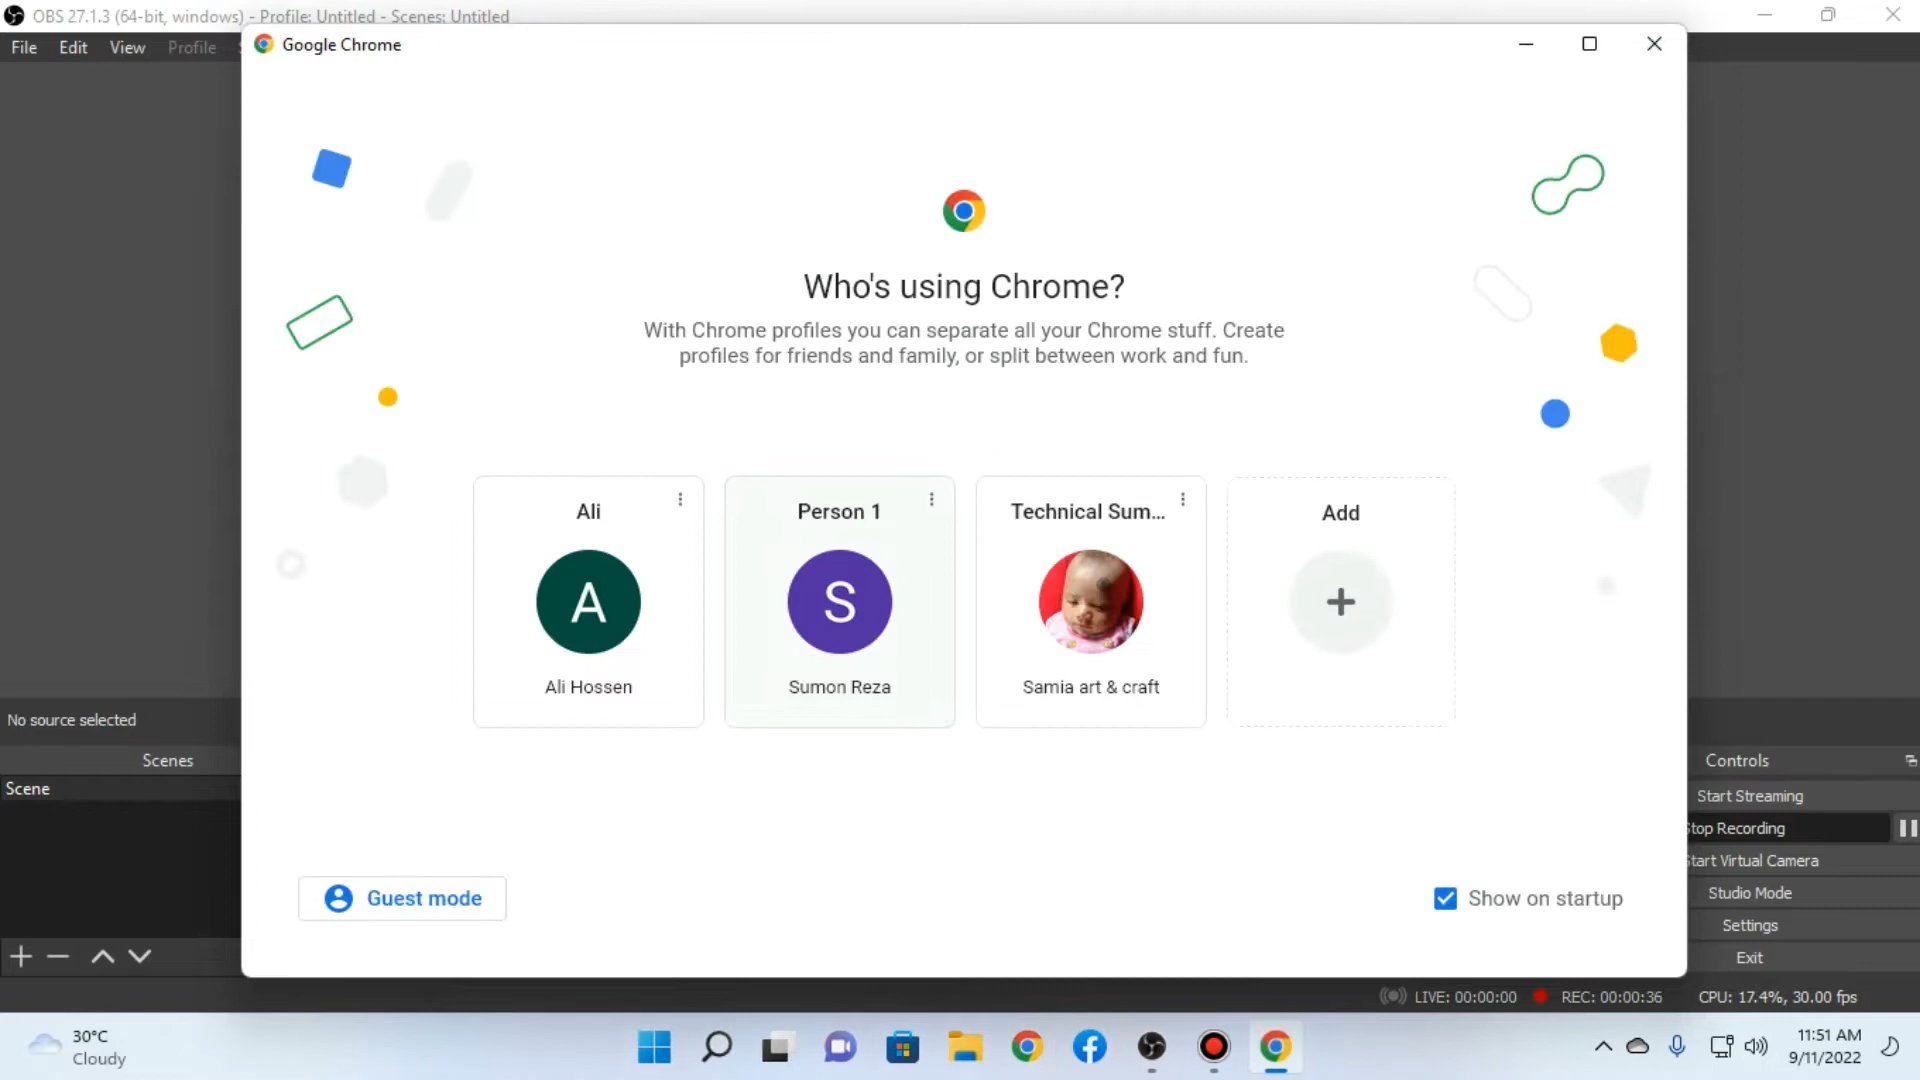 OBS 27.1.3 (64-bit, windows) - Profile: Untitled - Scenes: Untitled
File Edit View Profile
Google Chrome
Who's using Chrome?
With Chrome profiles you can separate all your Chrome stuff. Create
profiles for friends and family, or split between work and fun.
Ali
A
Ali Hossen
Person 1
S
Sumon Reza
Technical Sum...
Samia art & craft
Add
Guest mode
Show on startup
No source selected
Scenes
Scene
Controls
Start Streaming
Stop Recording
Start Virtual Camera
Studio Mode
Settings
Exit
LIVE: 00:00:00 REC: 00:00:36 CPU: 17.4%, 30.00 fps
30°C
Cloudy
11:51 AM
9/11/2022